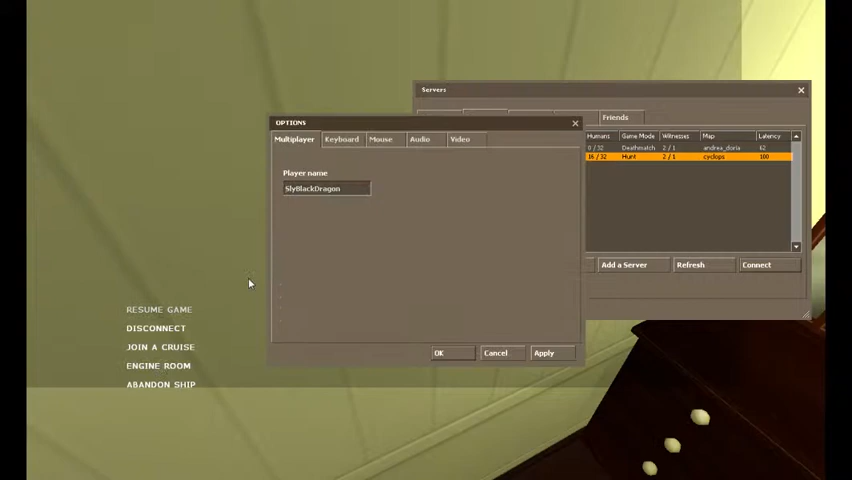 Servers
Friends
Humans Game Mode Witnesses Map Latency
0 / 32 Deathmatch 2 / 1 andrea_doria 62
16 / 32 Hunt 2 / 1 cyclops 100
Add a Server Refresh Connect
OPTIONS
Multiplayer Keyboard Mouse Audio Video
Player name
SlyBlackDragon
OK Cancel Apply
RESUME GAME
DISCONNECT
JOIN A CRUISE
ENGINE ROOM
ABANDON SHIP